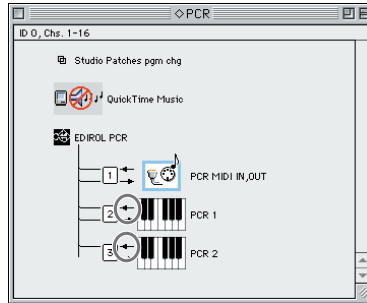 PCR
ID 0, Chs. 1-16
Studio Patches pgm chg
QuickTime Music
EDIROL PCR
1
PCR MIDI IN,OUT
2
PCR 1
3
PCR 2